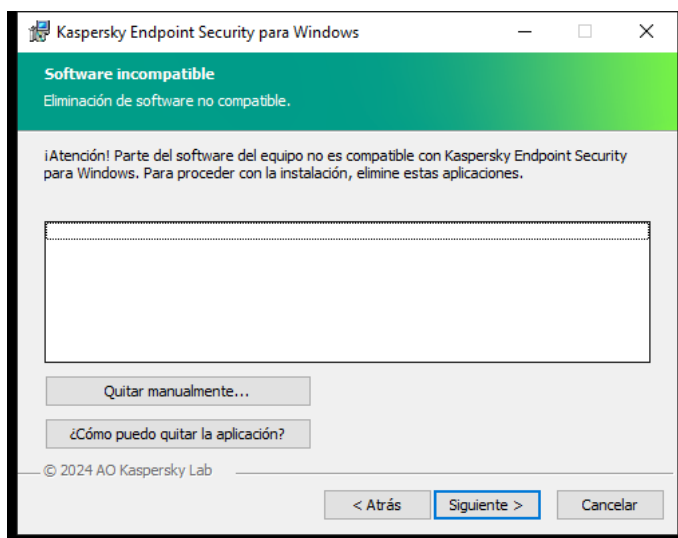 Kaspersky Endpoint Security para Windows
Software incompatible
Eliminación de software no compatible.
¡Atención! Parte del software del equipo no es compatible con Kaspersky Endpoint Security
para Windows. Para proceder con la instalación, elimine estas aplicaciones.
Quitar manualmente...
¿Cómo puedo quitar la aplicación?
© 2024 AO Kaspersky Lab
< Atrás
Siguiente >
Cancelar